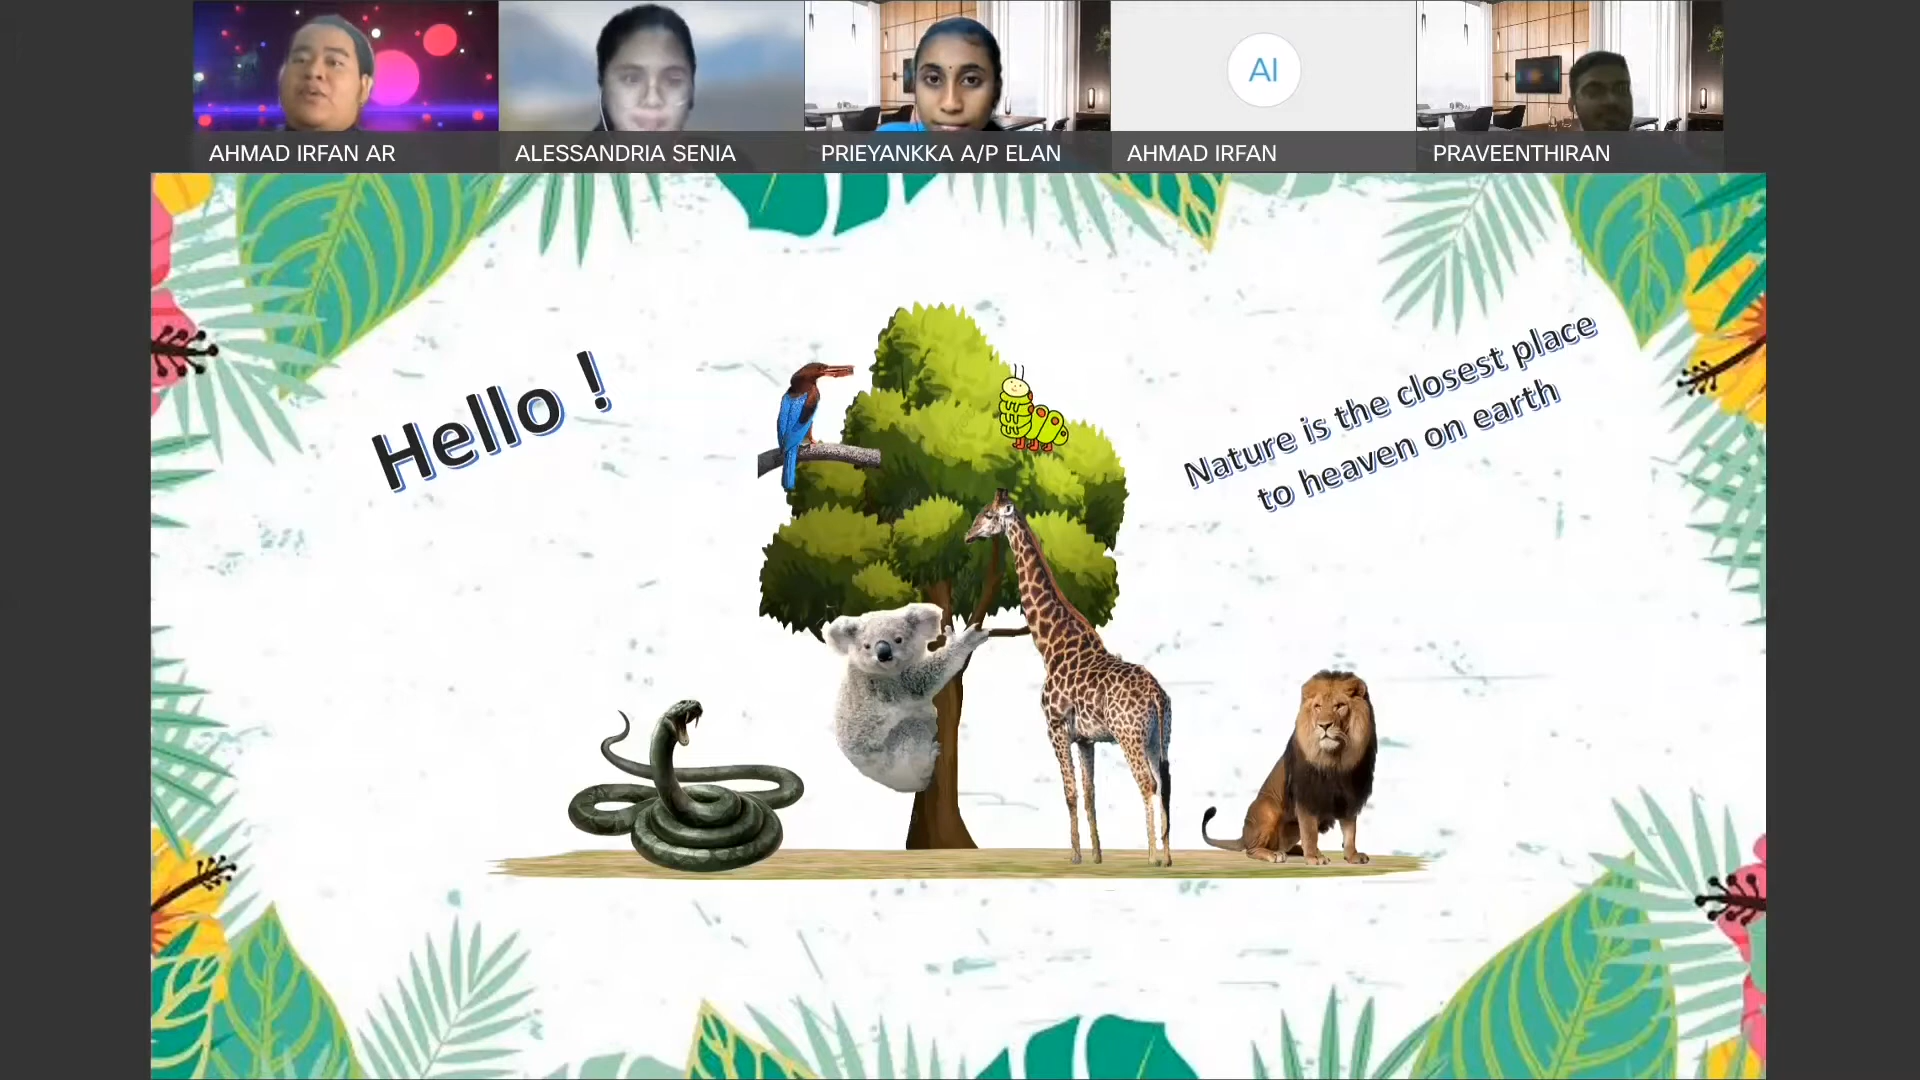 AHMAD IRFAN AR
ALESSANDRIA SENIA
PRIEYANKKA A/P ELAN
AI
AHMAD IRFAN
PRAVEENTHIRAN
Hello !
Nature is the closest place
to heaven on earth